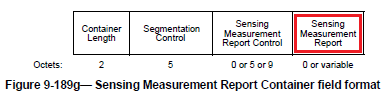 Container Length
Segmentation Control
Sensing Measurement Report Control
Sensing Measurement Report
Octets: 2 5 0 or 5 or 9 0 or variable
Figure 9-189g— Sensing Measurement Report Container field format